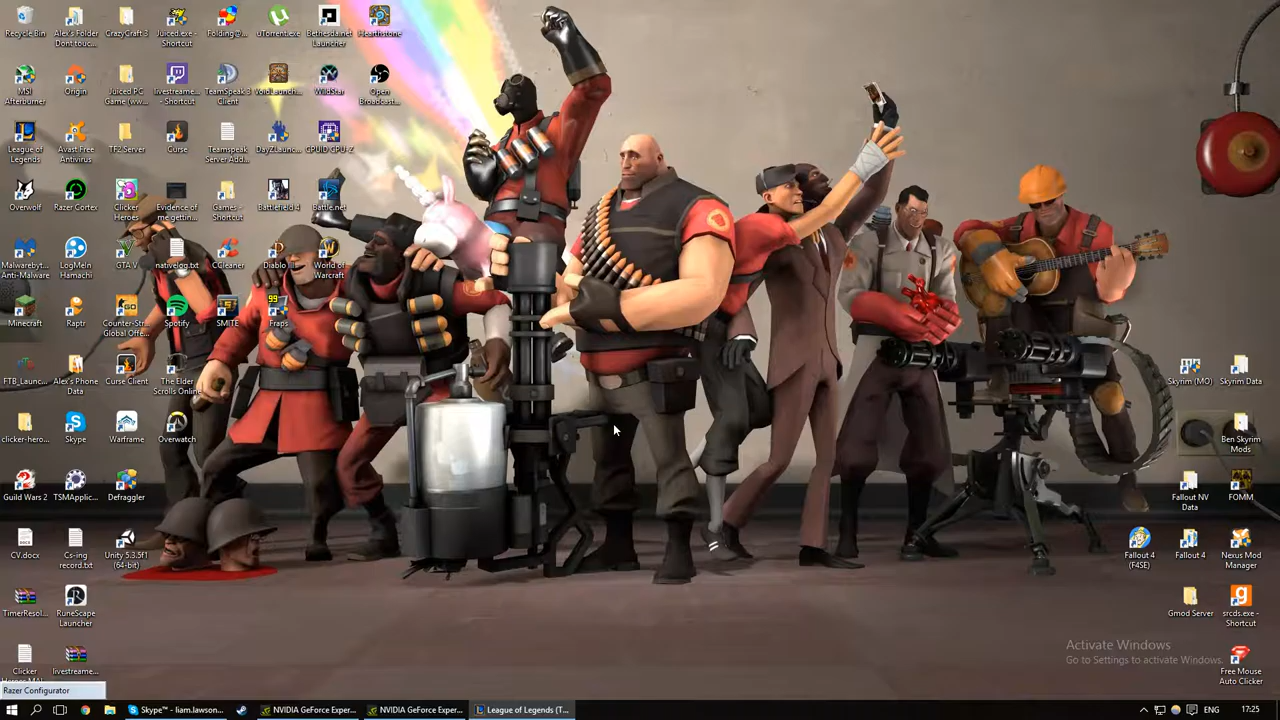 Recycle Bin
Alex's Folder
Dont touc...
CrazyCraft 3
Juiced.exe -
Shortcut
Folding@...
uTorrent.exe
Bethesda.net
Launcher
Hearthstone
MSI
Afterburner
Origin
Juiced PC
Game (ww...
livestreame...
- Shortcut
TeamSpeak 3
Client
VoidLaunch...
WildStar
Open
Broadcast...
League of
Legends
Avast Free
Antivirus
TF2 Server
Curse
Teamspeak
Server Add...
DayZLaunc...
CPUID CPU-Z
Overwolf
Razer Cortex
Clicker
Heroes
Evidence of
me gettin...
Games -
Shortcut
Battlefield 4
Battle.net
Malwarebyt...
Anti-Malware
LogMeIn
Hamachi
GTA V
nativelog.txt
CCleaner
Diablo III
World of
Warcraft
Minecraft
Raptr
Counter-Str...
Global Offe...
Spotify
SMITE
99
Fraps
FTB_Launc...
Alex's Phone
Data
Curse Client
The Elder
Scrolls Online
Skyrim (MO)
Skyrim Data
clicker-hero...
Skype
Warframe
Overwatch
Ben Skyrim
Mods
Guild Wars 2
TSMApplic...
Defraggler
Fallout NV
Data
FOMM
CV.docx
Cs-ing
record.txt
Unity 5.3.5f1
(64-bit)
Fallout 4
(F4SE)
Fallout 4
Nexus Mod
Manager
TimerResol...
RuneScape
Launcher
Gmod Server
srcds.exe -
Shortcut
Activate Windows
Go to Settings to activate Windows.
Clicker
livestreame...
Free Mouse
Auto Clicker
Razer Configurator
Skype™ - liam.lawson...
NVIDIA GeForce Exper...
NVIDIA GeForce Exper...
League of Legends (T...
ENG
17:25